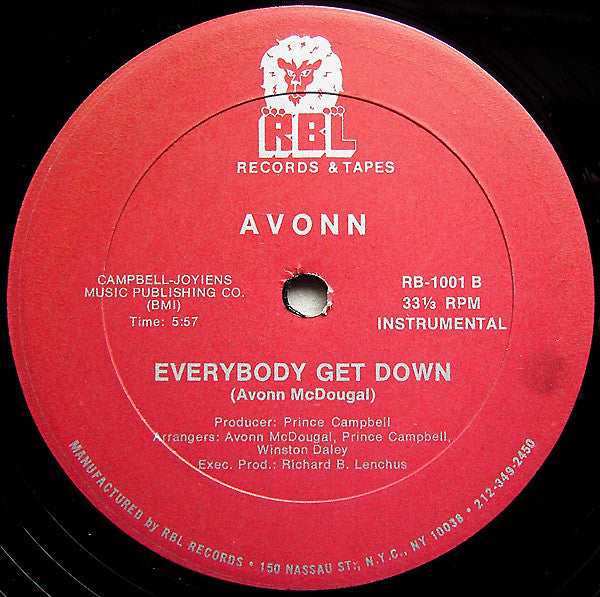 RBL
RECORDS & TAPES
AVONN
CAMPBELL-JOYIENS
MUSIC PUBLISHING CO.
(BMI)
Time: 5:57
RB-1001 B
33⅓ RPM
INSTRUMENTAL
EVERYBODY GET DOWN
(Avonn McDougal)
Producer: Prince Campbell
Arrangers: Avonn McDougal, Prince Campbell,
Winston Daley
Exec. Prod.: Richard B. Lenchus
MANUFACTURED by RBL RECORDS • 150 NASSAU ST., N.Y.C., NY 10038 • 212-349-2450